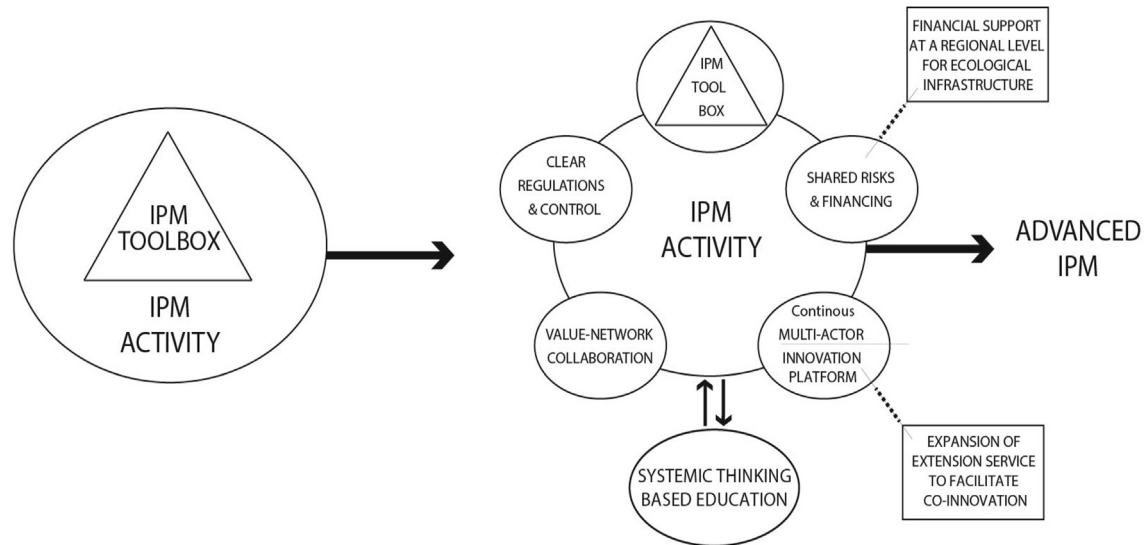 IPM
TOOLBOX
IPM
ACTIVITY
IPM
TOOL
BOX
FINANCIAL SUPPORT
AT A REGIONAL LEVEL
FOR ECOLOGICAL
INFRASTRUCTURE
CLEAR
REGULATIONS
& CONTROL
SHARED RISKS
& FINANCING
IPM
ACTIVITY
ADVANCED
IPM
VALUE-NETWORK
COLLABORATION
Continous
MULTI-ACTOR
INNOVATION
PLATFORM
SYSTEMIC THINKING
BASED EDUCATION
EXPANSION OF
EXTENSION SERVICE
TO FACILITATE
CO-INNOVATION